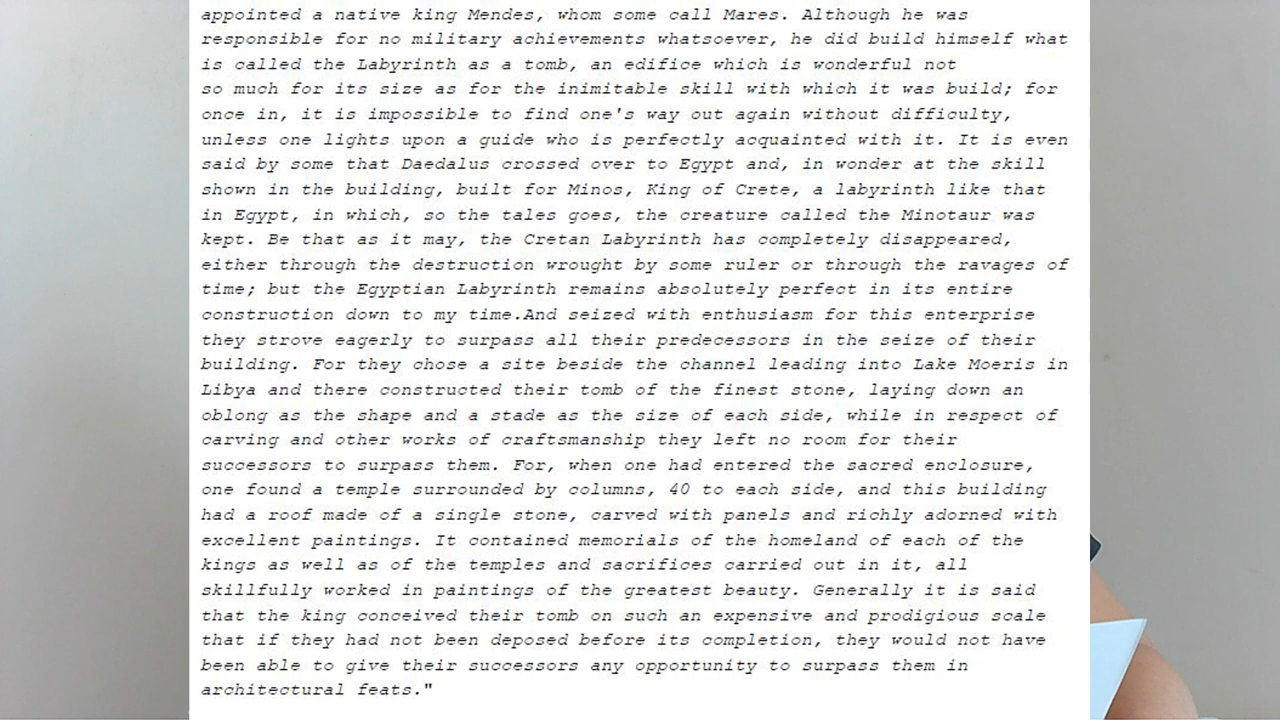 appointed a native king Mendes, whom some call Mares. Although he was
responsible for no military achievements whatsoever, he did build himself what
is called the Labyrinth as a tomb, an edifice which is wonderful not
so much for its size as for the inimitable skill with which it was build; for
once in, it is impossible to find one's way out again without difficulty,
unless one lights upon a guide who is perfectly acquainted with it. It is even
said by some that Daedalus crossed over to Egypt and, in wonder at the skill
shown in the building, built for Minos, King of Crete, a labyrinth like that
in Egypt, in which, so the tales goes, the creature called the Minotaur was
kept. Be that as it may, the Cretan Labyrinth has completely disappeared,
either through the destruction wrought by some ruler or through the ravages of
time; but the Egyptian Labyrinth remains absolutely perfect in its entire
construction down to my time.And seized with enthusiasm for this enterprise
they strove eagerly to surpass all their predecessors in the seize of their
building. For they chose a site beside the channel leading into Lake Moeris in
Libya and there constructed their tomb of the finest stone, laying down an
oblong as the shape and a stade as the size of each side, while in respect of
carving and other works of craftsmanship they left no room for their
successors to surpass them. For, when one had entered the sacred enclosure,
one found a temple surrounded by columns, 40 to each side, and this building
had a roof made of a single stone, carved with panels and richly adorned with
excellent paintings. It contained memorials of the homeland of each of the
kings as well as of the temples and sacrifices carried out in it, all
skillfully worked in paintings of the greatest beauty. Generally it is said
that the king conceived their tomb on such an expensive and prodigious scale
that if they had not been deposed before its completion, they would not have
been able to give their successors any opportunity to surpass them in
architectural feats."